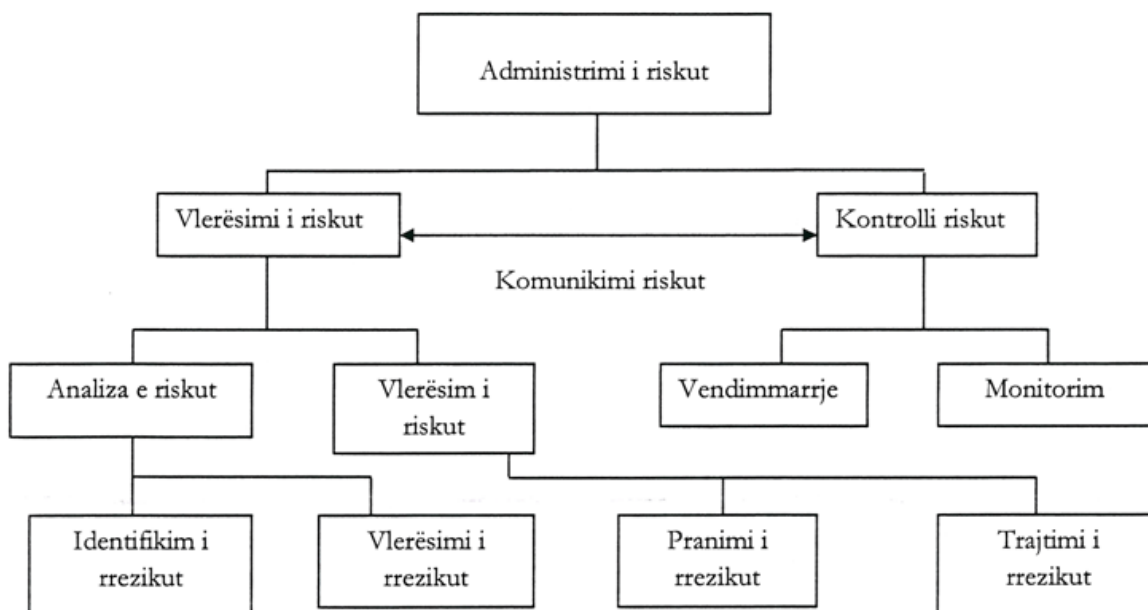 Administrimi i riskut
Vlerësimi i riskut
Kontrolli riskut
Komunikimi riskut
Analiza e riskut
Vlerësim i
riskut
Vendimmarrje
Monitorim
Identifikim i
rrezikut
Vlerësimi i
rrezikut
Pranimi i
rrezikut
Trajtimi i
rrezikut